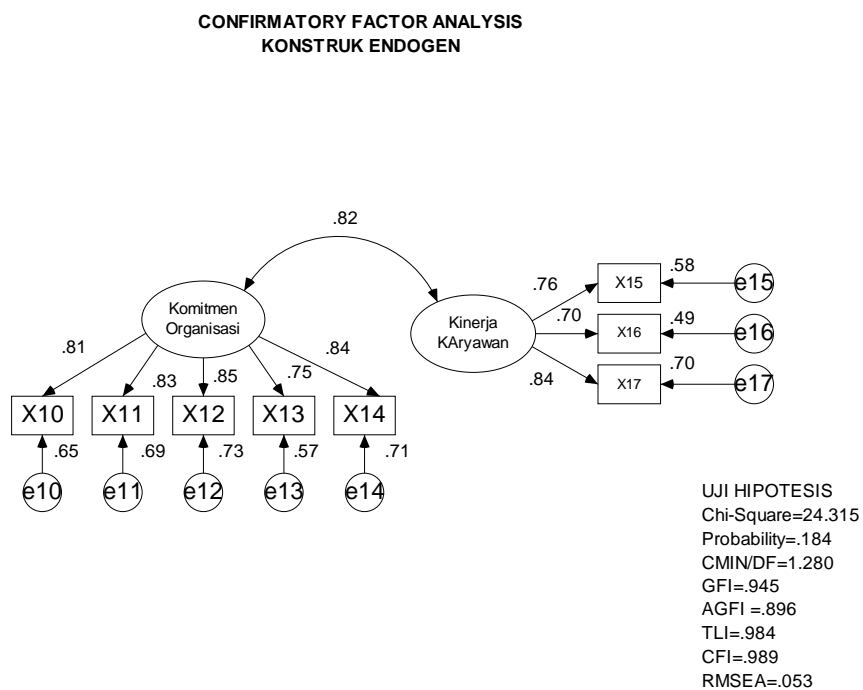 CONFIRMATORY FACTOR ANALYSIS
KONSTRUK ENDOGEN
.82
Komitmen
Organisasi
Kinerja
KAryawan
.76
.70
.84
X15
X16
X17
.58
.49
.70
e15
e16
e17
.81
.83
.85
.75
.84
X10
X11
X12
X13
X14
.65
.69
.73
.57
.71
e10
e11
e12
e13
e14
UJI HIPOTESIS
Chi-Square=24.315
Probability=.184
CMIN/DF=1.280
GFI=.945
AGFI =.896
TLI=.984
CFI=.989
RMSEA=.053